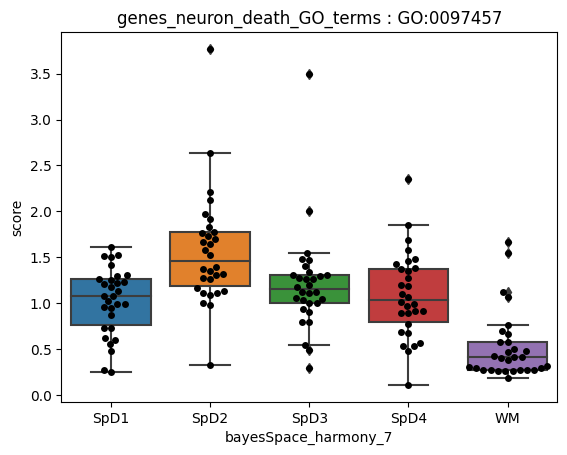 genes_neuron_death_GO_terms : GO:0097457
score
3.5
3.0
2.5
2.0
1.5
1.0
0.5
0.0
SpD1 SpD2 SpD3 SpD4 WM
bayesSpace_harmony_7